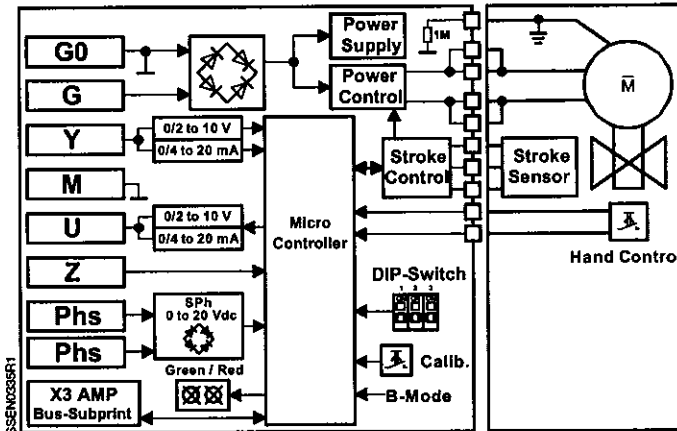 G0
G
Y
M
U
Z
Phs
Phs
X3 AMP
Bus-Subprint
0/2 to 10 V
0/4 to 20 mA
0/2 to 10 V
0/4 to 20 mA
SPh
0 to 20 Vdc
Green / Red
Power
Supply
Power
Control
1M
Micro
Controller
Stroke
Control
DIP-Switch
1 2 3
Calib.
B-Mode
M
Stroke
Sensor
Hand Control
SSEN0335R1